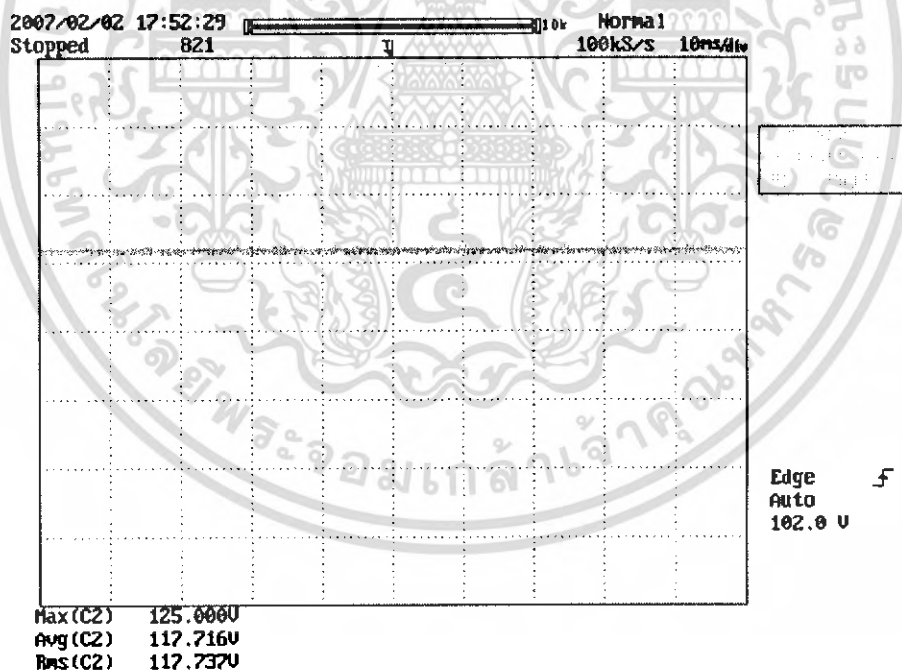 2007/02/02 17:52:29 10k Normal
Stopped 821 100kS/s 10ms/div
Edge
Auto
102.0 V
Max(C2) 125.000V
Avg(C2) 117.716V
Rms(C2) 117.737V